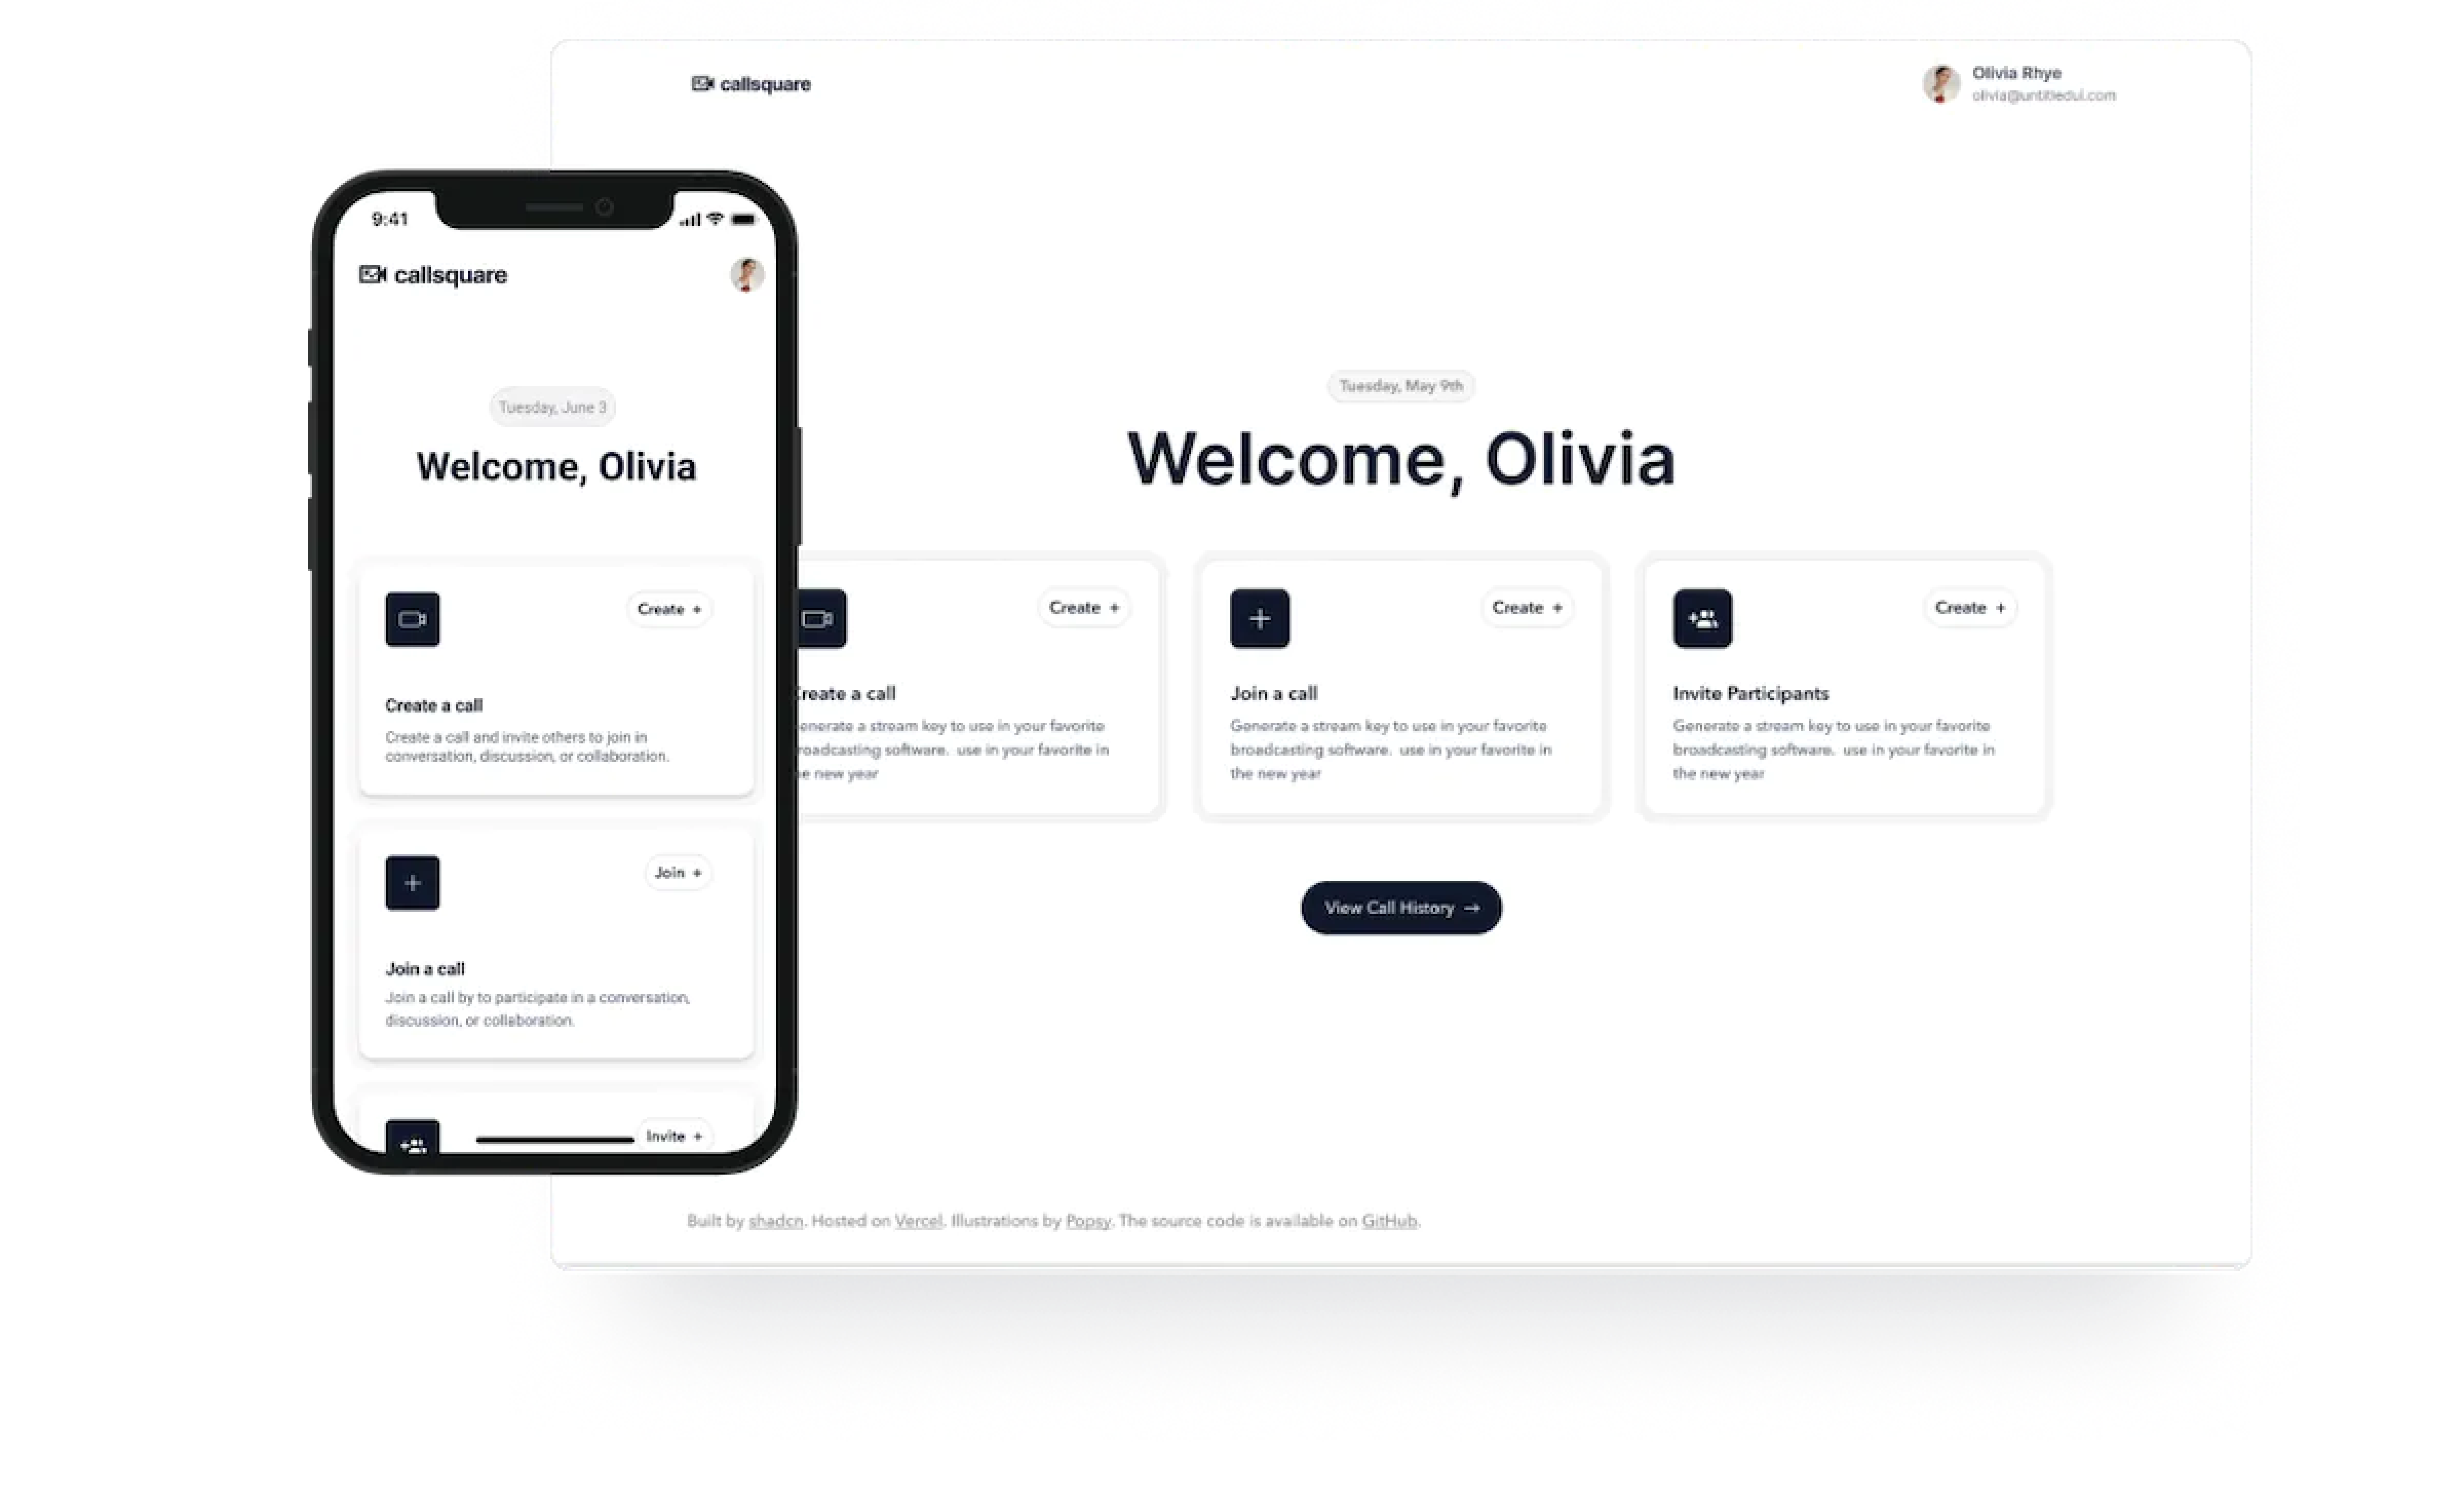 callsquare
Olivia Rhye
olivia@untitledui.com
9:41
callsquare
Tuesday, June 3
Welcome, Olivia
Create +
Create a call
Create a call and invite others to join in
conversation, discussion, or collaboration.
Join +
Join a call
Join a call by to participate in a conversation,
discussion, or collaboration.
Invite +
Tuesday, May 9th
Welcome, Olivia
Create +
reate a call
enerate a stream key to use in your favorite
roadcasting software. use in your favorite in
e new year
Create +
Join a call
Generate a stream key to use in your favorite
broadcasting software. use in your favorite in
the new year
Create +
Invite Participants
Generate a stream key to use in your favorite
broadcasting software. use in your favorite in
the new year
View Call History →
Built by shadcn. Hosted on Vercel. Illustrations by Popsy. The source code is available on GitHub.